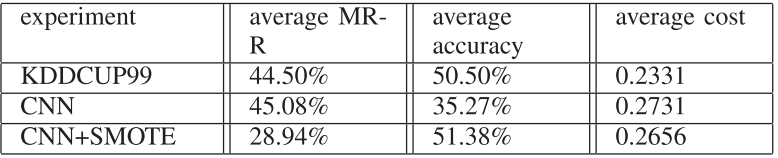 experiment average MR- average average cost
R accuracy
KDDCUP99 44.50% 50.50% 0.2331
CNN 45.08% 35.27% 0.2731
CNN+SMOTE 28.94% 51.38% 0.2656